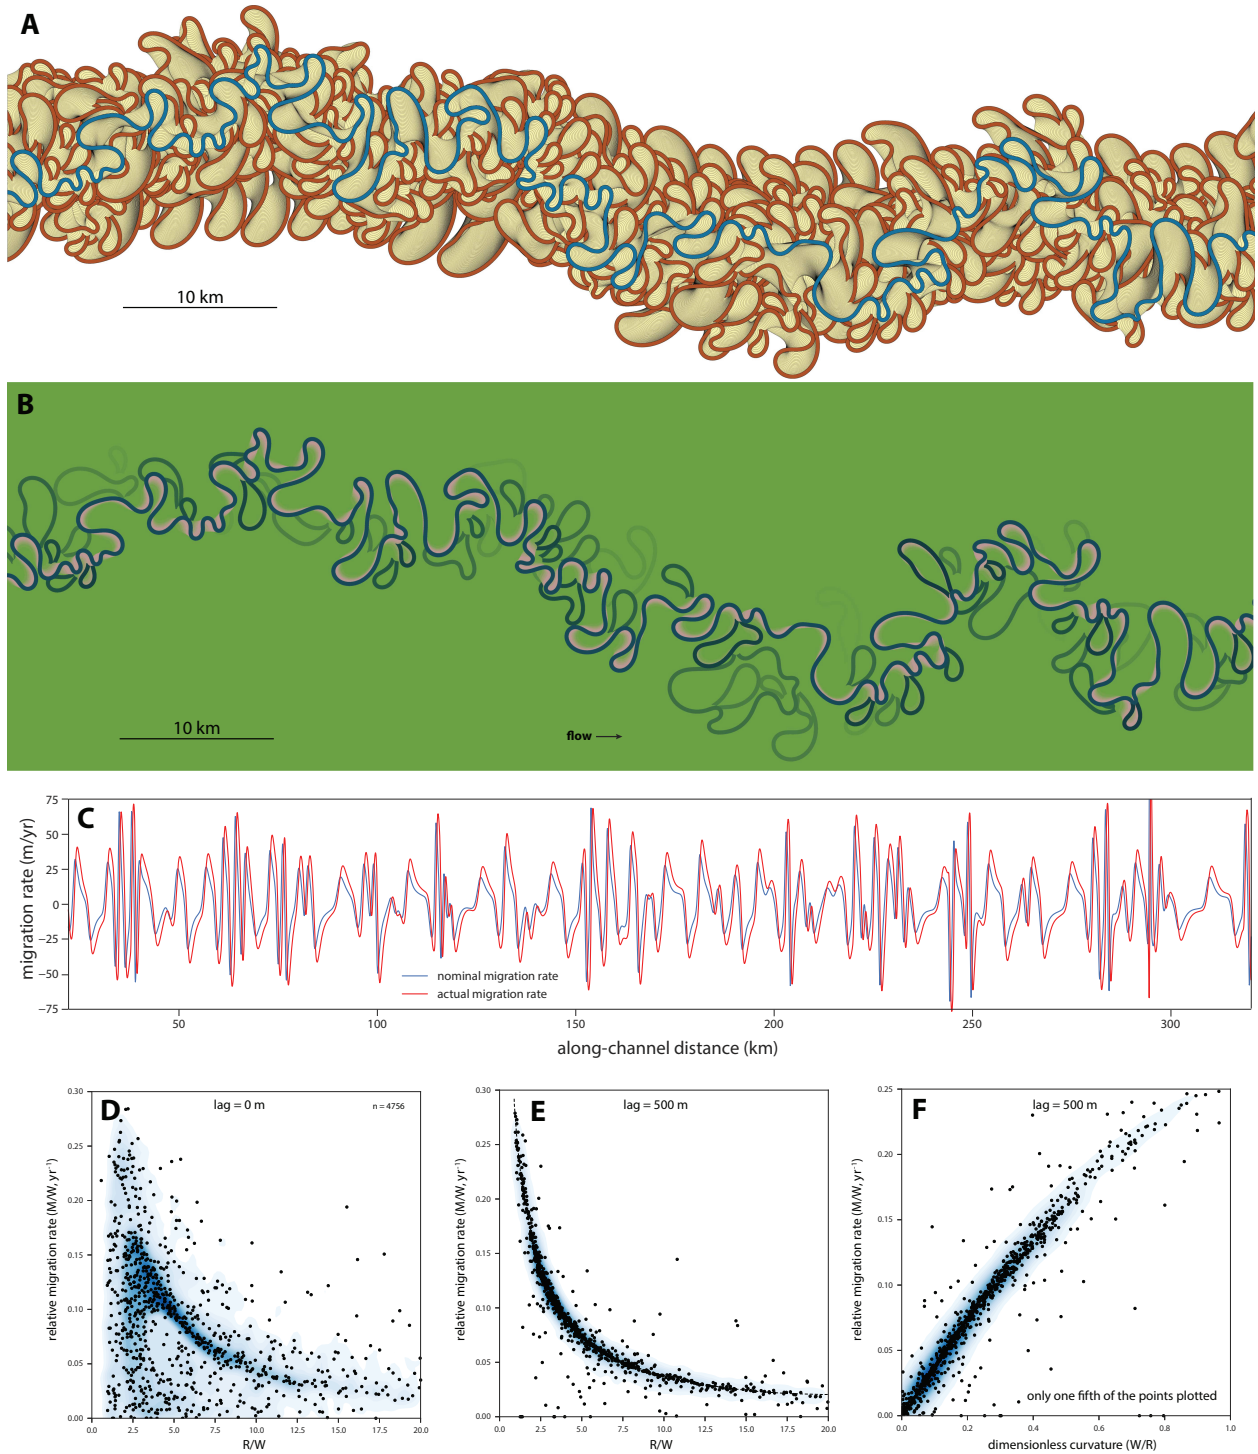 A
10 km
B
10 km
flow
C
migration rate (m/yr)
75
50
25
0
−25
−50
−75
nominal migration rate
actual migration rate
50
100
150
200
250
300
along-channel distance (km)
D
lag = 0 m
n = 4756
relative migration rate (M/W, yr⁻¹)
0.30
0.25
0.20
0.15
0.10
0.05
0.00
0.0
2.5
5.0
7.5
10.0
12.5
15.0
17.5
20.0
R/W
E
lag = 500 m
relative migration rate (M/W, yr⁻¹)
0.30
0.25
0.20
0.15
0.10
0.05
0.00
0.0
2.5
5.0
7.5
10.0
12.5
15.0
17.5
20.0
R/W
F
lag = 500 m
relative migration rate (M/W, yr⁻¹)
0.25
0.20
0.15
0.10
0.05
0.00
only one fifth of the points plotted
0.0
0.2
0.4
0.6
0.8
1.0
dimensionless curvature (W/R)